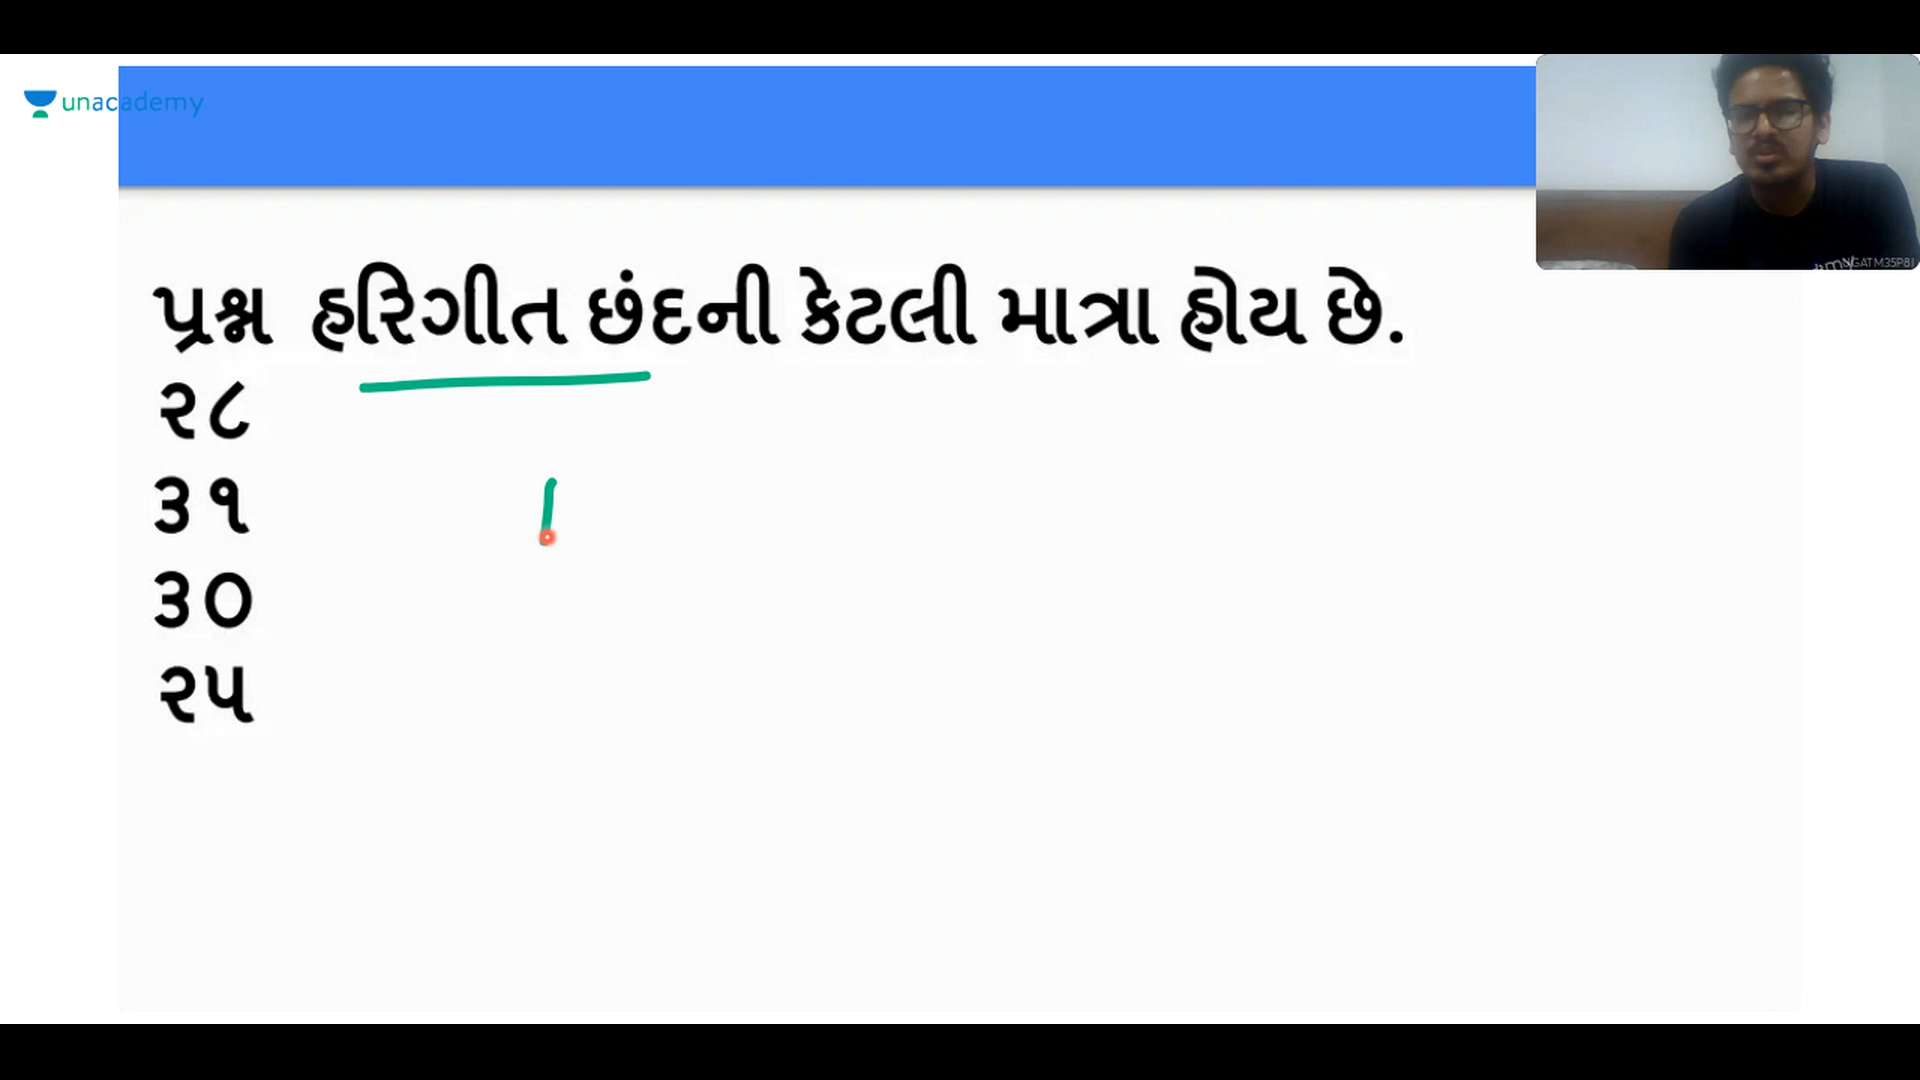 unacademy
પ્રશ્ન હરિગીત છંદની કેટલી માત્રા હોય છે.
૨૮
૩૧
૩૦
૨૫